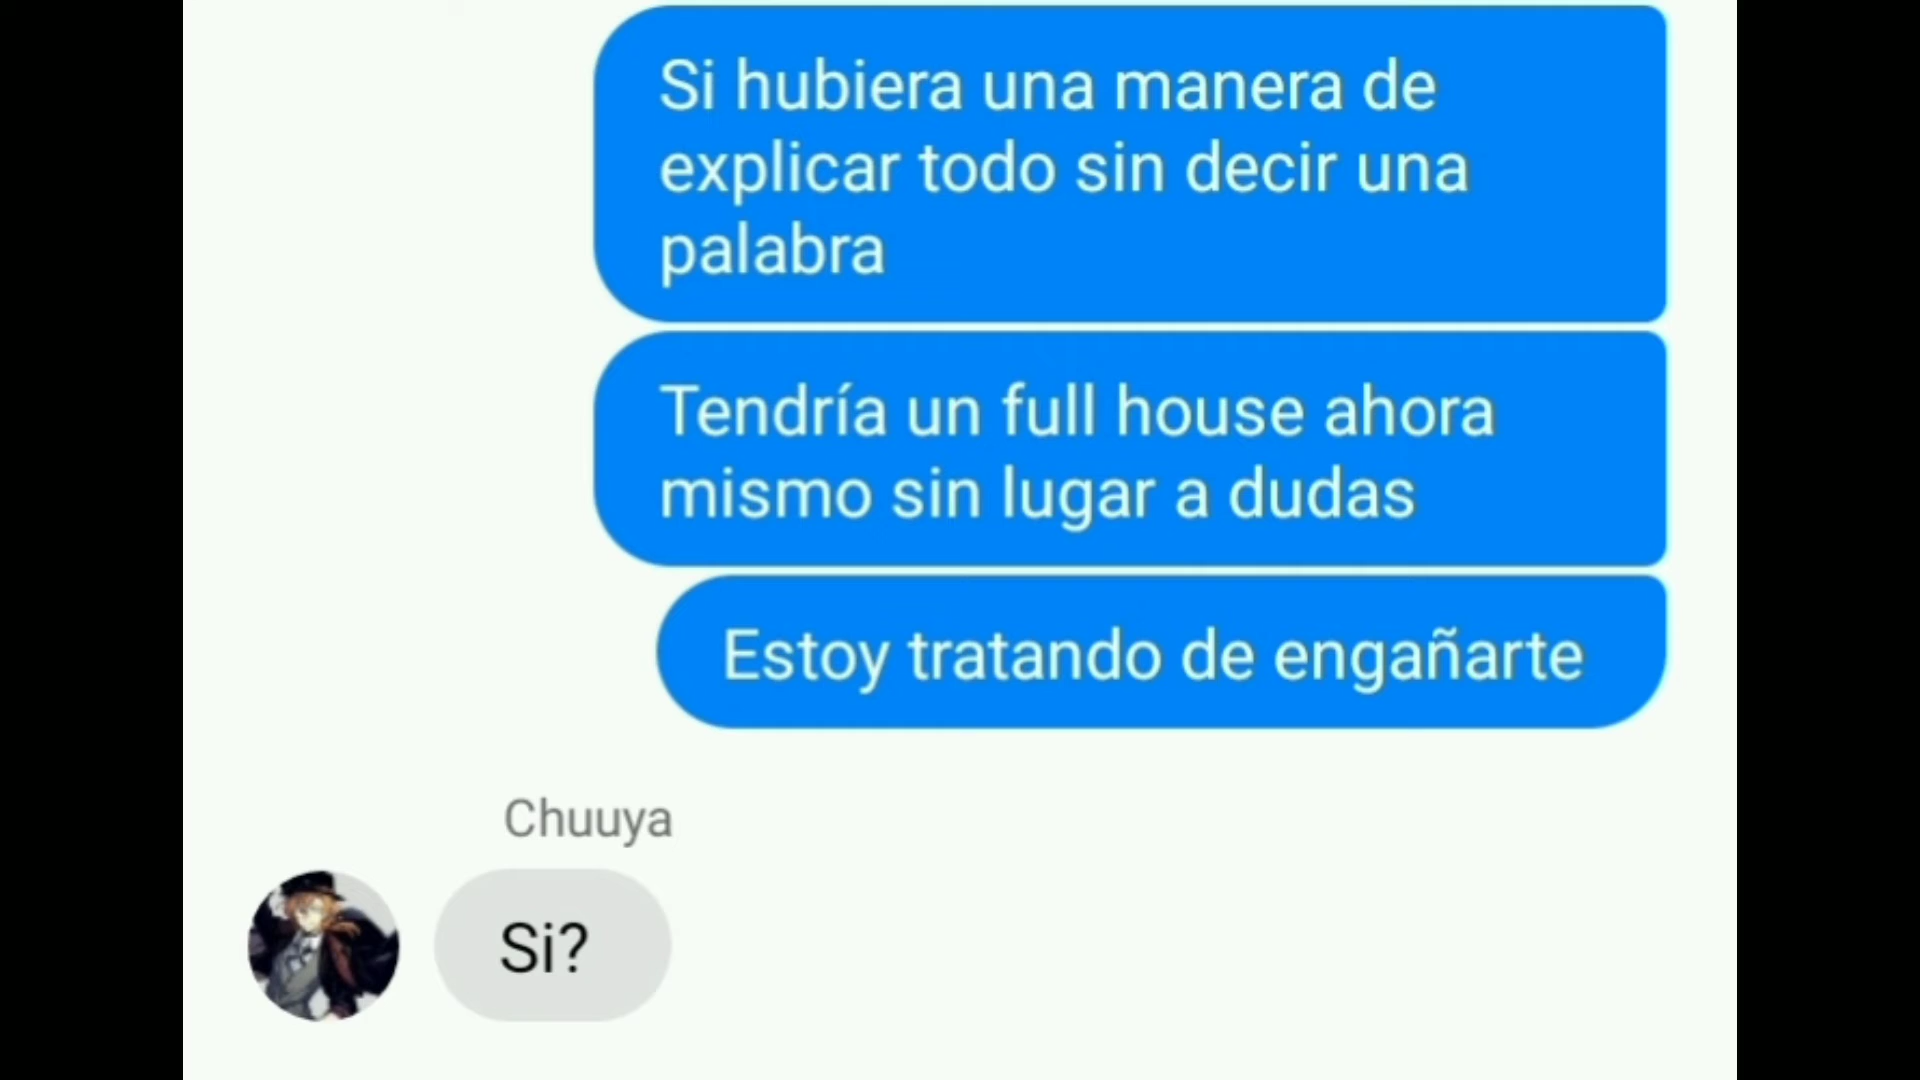 Si hubiera una manera de
explicar todo sin decir una
palabra
Tendría un full house ahora
mismo sin lugar a dudas
Estoy tratando de engañarte
Chuuya
Si?